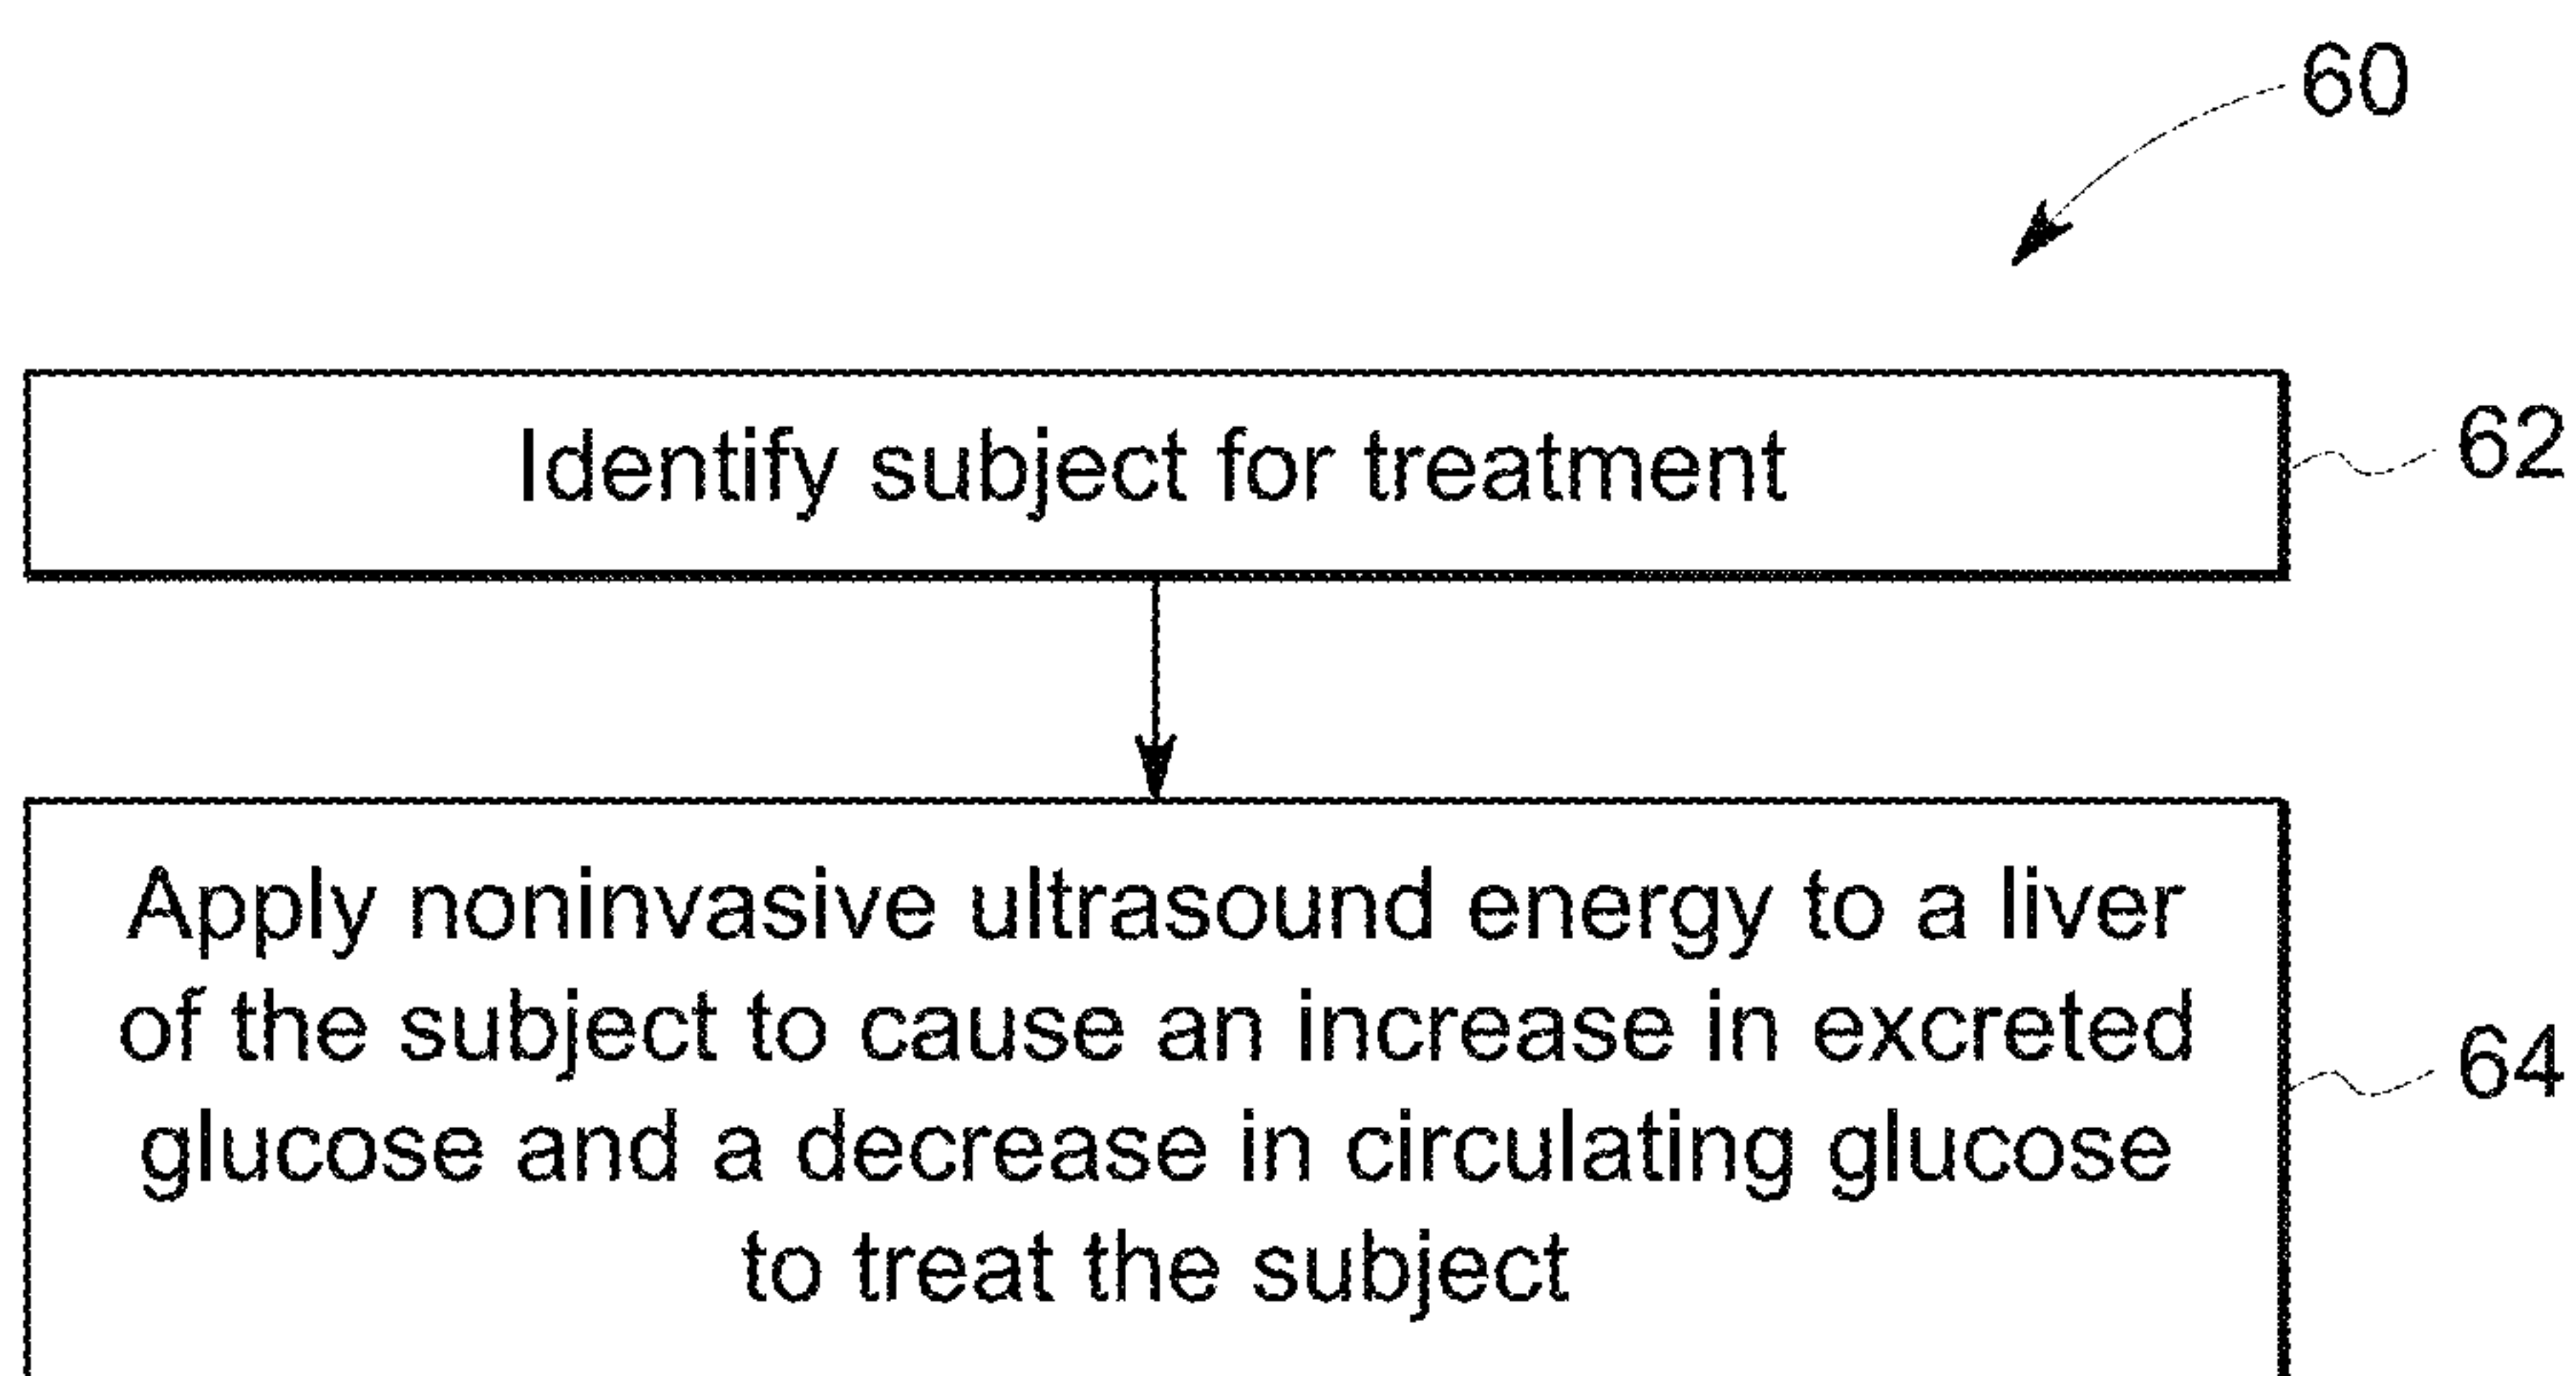 60
Identify subject for treatment
62
Apply noninvasive ultrasound energy to a liver
of the subject to cause an increase in excreted
glucose and a decrease in circulating glucose
to treat the subject
64